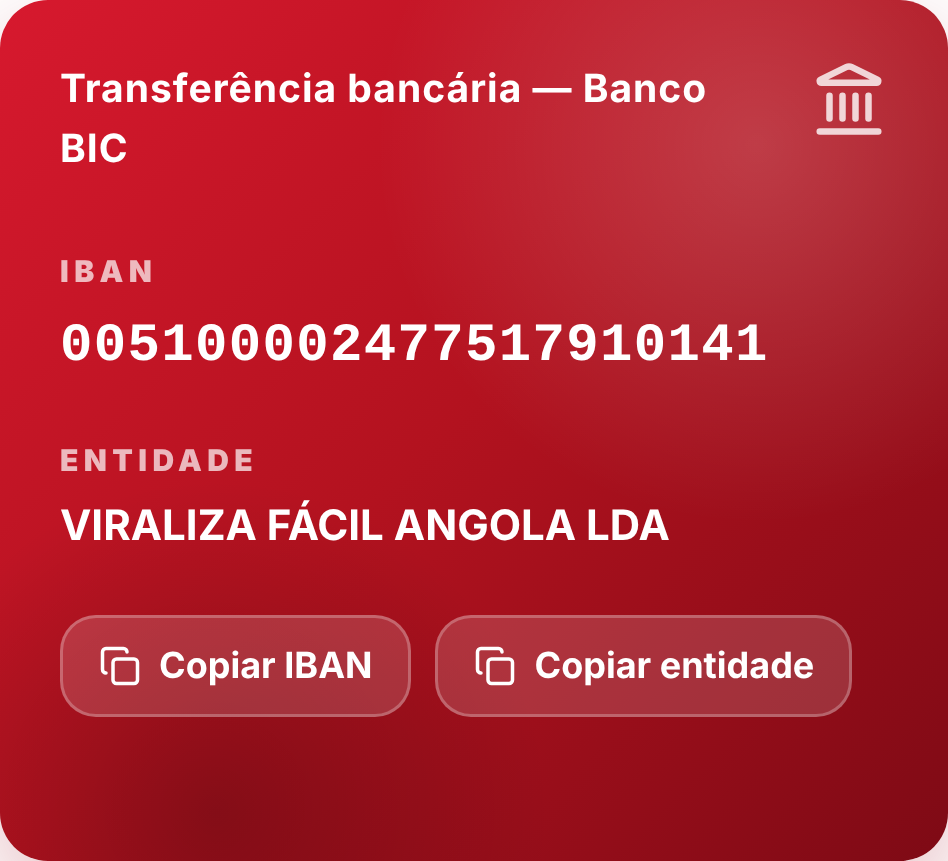 Transferência bancária — Banco
BIC
IBAN
005100002477517910141
ENTIDADE
VIRALIZA FÁCIL ANGOLA LDA
Copiar IBAN
Copiar entidade